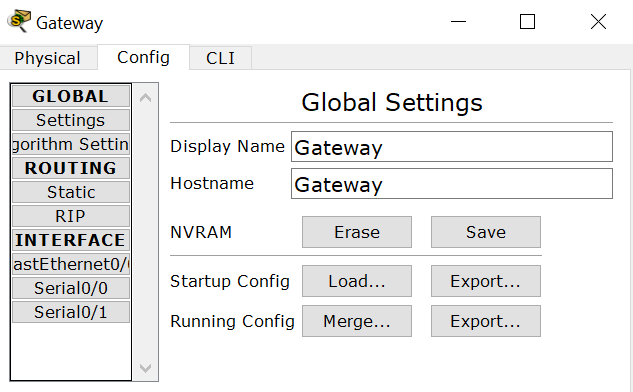 Gateway
Physical Config CLI
GLOBAL
Settings
gorithm Settin
ROUTING
Static
RIP
INTERFACE
astEthernet0/0
Serial0/0
Serial0/1
Global Settings
Display Name Gateway
Hostname Gateway
NVRAM Erase Save
Startup Config Load... Export...
Running Config Merge... Export...